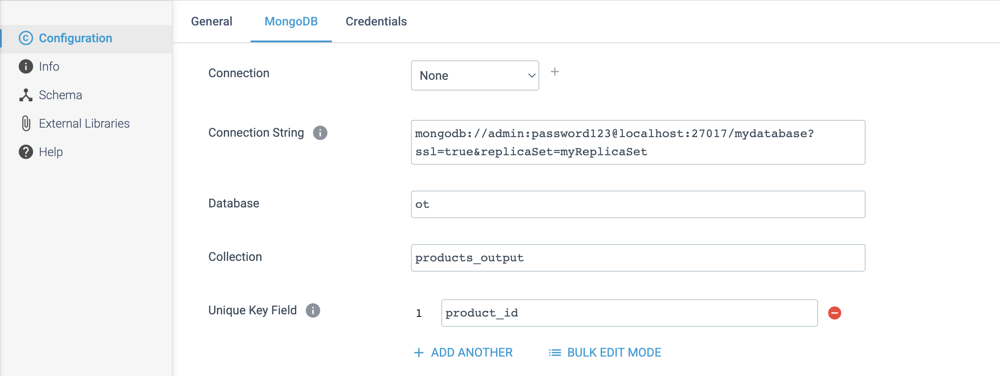 General
MongoDB
Credentials
Configuration
Info
Schema
External Libraries
Help
Connection
None
Connection String
mongodb://admin:password123@localhost:27017/mydatabase?
ssl=true&replicaSet=myReplicaSet
Database
ot
Collection
products_output
Unique Key Field
1
product_id
ADD ANOTHER
BULK EDIT MODE